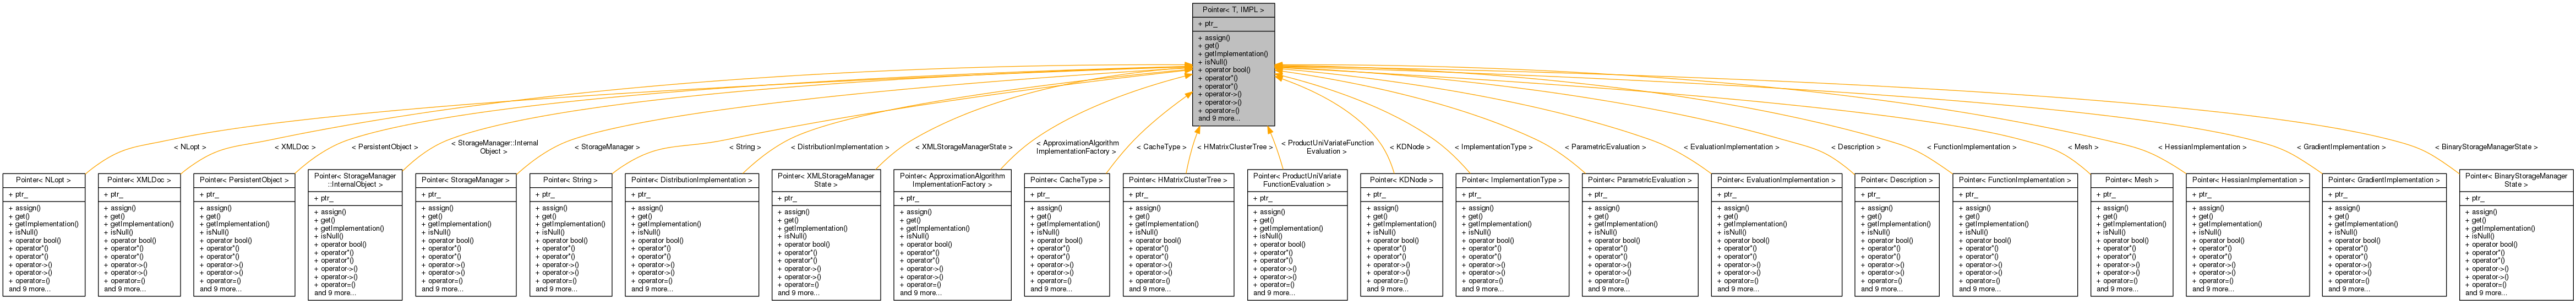 Pointer< T, IMPL >
+ ptr_
+ assign()
+ get()
+ getImplementation()
+ isNull()
+ operator bool()
+ operator*()
+ operator*()
+ operator->()
+ operator->()
+ operator=()
and 9 more...
< NLopt >
< XMLDoc >
< PersistentObject >
< StorageManager::Internal
Object >
< StorageManager >
< String >
< DistributionImplementation >
< XMLStorageManagerState >
< ApproximationAlgorithm
ImplementationFactory >
< CacheType >
< HMatrixClusterTree >
< ProductUniVariateFunction
Evaluation >
< KDNode >
< ImplementationType >
< ParametricEvaluation >
< EvaluationImplementation >
< Description >
< FunctionImplementation >
< Mesh >
< HessianImplementation >
< GradientImplementation >
< BinaryStorageManagerState >
Pointer< NLopt >
+ ptr_
+ assign()
+ get()
+ getImplementation()
+ isNull()
+ operator bool()
+ operator*()
+ operator*()
+ operator->()
+ operator->()
+ operator=()
and 9 more...
Pointer< XMLDoc >
+ ptr_
+ assign()
+ get()
+ getImplementation()
+ isNull()
+ operator bool()
+ operator*()
+ operator*()
+ operator->()
+ operator->()
+ operator=()
and 9 more...
Pointer< PersistentObject >
+ ptr_
+ assign()
+ get()
+ getImplementation()
+ isNull()
+ operator bool()
+ operator*()
+ operator*()
+ operator->()
+ operator->()
+ operator=()
and 9 more...
Pointer< StorageManager
::InternalObject >
+ ptr_
+ assign()
+ get()
+ getImplementation()
+ isNull()
+ operator bool()
+ operator*()
+ operator*()
+ operator->()
+ operator->()
+ operator=()
and 9 more...
Pointer< StorageManager >
+ ptr_
+ assign()
+ get()
+ getImplementation()
+ isNull()
+ operator bool()
+ operator*()
+ operator*()
+ operator->()
+ operator->()
+ operator=()
and 9 more...
Pointer< String >
+ ptr_
+ assign()
+ get()
+ getImplementation()
+ isNull()
+ operator bool()
+ operator*()
+ operator*()
+ operator->()
+ operator->()
+ operator=()
and 9 more...
Pointer< DistributionImplementation >
+ ptr_
+ assign()
+ get()
+ getImplementation()
+ isNull()
+ operator bool()
+ operator*()
+ operator*()
+ operator->()
+ operator->()
+ operator=()
and 9 more...
Pointer< XMLStorageManager
State >
+ ptr_
+ assign()
+ get()
+ getImplementation()
+ isNull()
+ operator bool()
+ operator*()
+ operator*()
+ operator->()
+ operator->()
+ operator=()
and 9 more...
Pointer< ApproximationAlgorithm
ImplementationFactory >
+ ptr_
+ assign()
+ get()
+ getImplementation()
+ isNull()
+ operator bool()
+ operator*()
+ operator*()
+ operator->()
+ operator->()
+ operator=()
and 9 more...
Pointer< CacheType >
+ ptr_
+ assign()
+ get()
+ getImplementation()
+ isNull()
+ operator bool()
+ operator*()
+ operator*()
+ operator->()
+ operator->()
+ operator=()
and 9 more...
Pointer< HMatrixClusterTree >
+ ptr_
+ assign()
+ get()
+ getImplementation()
+ isNull()
+ operator bool()
+ operator*()
+ operator*()
+ operator->()
+ operator->()
+ operator=()
and 9 more...
Pointer< ProductUniVariate
FunctionEvaluation >
+ ptr_
+ assign()
+ get()
+ getImplementation()
+ isNull()
+ operator bool()
+ operator*()
+ operator*()
+ operator->()
+ operator->()
+ operator=()
and 9 more...
Pointer< KDNode >
+ ptr_
+ assign()
+ get()
+ getImplementation()
+ isNull()
+ operator bool()
+ operator*()
+ operator*()
+ operator->()
+ operator->()
+ operator=()
and 9 more...
Pointer< ImplementationType >
+ ptr_
+ assign()
+ get()
+ getImplementation()
+ isNull()
+ operator bool()
+ operator*()
+ operator*()
+ operator->()
+ operator->()
+ operator=()
and 9 more...
Pointer< ParametricEvaluation >
+ ptr_
+ assign()
+ get()
+ getImplementation()
+ isNull()
+ operator bool()
+ operator*()
+ operator*()
+ operator->()
+ operator->()
+ operator=()
and 9 more...
Pointer< EvaluationImplementation >
+ ptr_
+ assign()
+ get()
+ getImplementation()
+ isNull()
+ operator bool()
+ operator*()
+ operator*()
+ operator->()
+ operator->()
+ operator=()
and 9 more...
Pointer< Description >
+ ptr_
+ assign()
+ get()
+ getImplementation()
+ isNull()
+ operator bool()
+ operator*()
+ operator*()
+ operator->()
+ operator->()
+ operator=()
and 9 more...
Pointer< FunctionImplementation >
+ ptr_
+ assign()
+ get()
+ getImplementation()
+ isNull()
+ operator bool()
+ operator*()
+ operator*()
+ operator->()
+ operator->()
+ operator=()
and 9 more...
Pointer< Mesh >
+ ptr_
+ assign()
+ get()
+ getImplementation()
+ isNull()
+ operator bool()
+ operator*()
+ operator*()
+ operator->()
+ operator->()
+ operator=()
and 9 more...
Pointer< HessianImplementation >
+ ptr_
+ assign()
+ get()
+ getImplementation()
+ isNull()
+ operator bool()
+ operator*()
+ operator*()
+ operator->()
+ operator->()
+ operator=()
and 9 more...
Pointer< GradientImplementation >
+ ptr_
+ assign()
+ get()
+ getImplementation()
+ isNull()
+ operator bool()
+ operator*()
+ operator*()
+ operator->()
+ operator->()
+ operator=()
and 9 more...
Pointer< BinaryStorageManager
State >
+ ptr_
+ assign()
+ get()
+ getImplementation()
+ isNull()
+ operator bool()
+ operator*()
+ operator*()
+ operator->()
+ operator->()
+ operator=()
and 9 more...